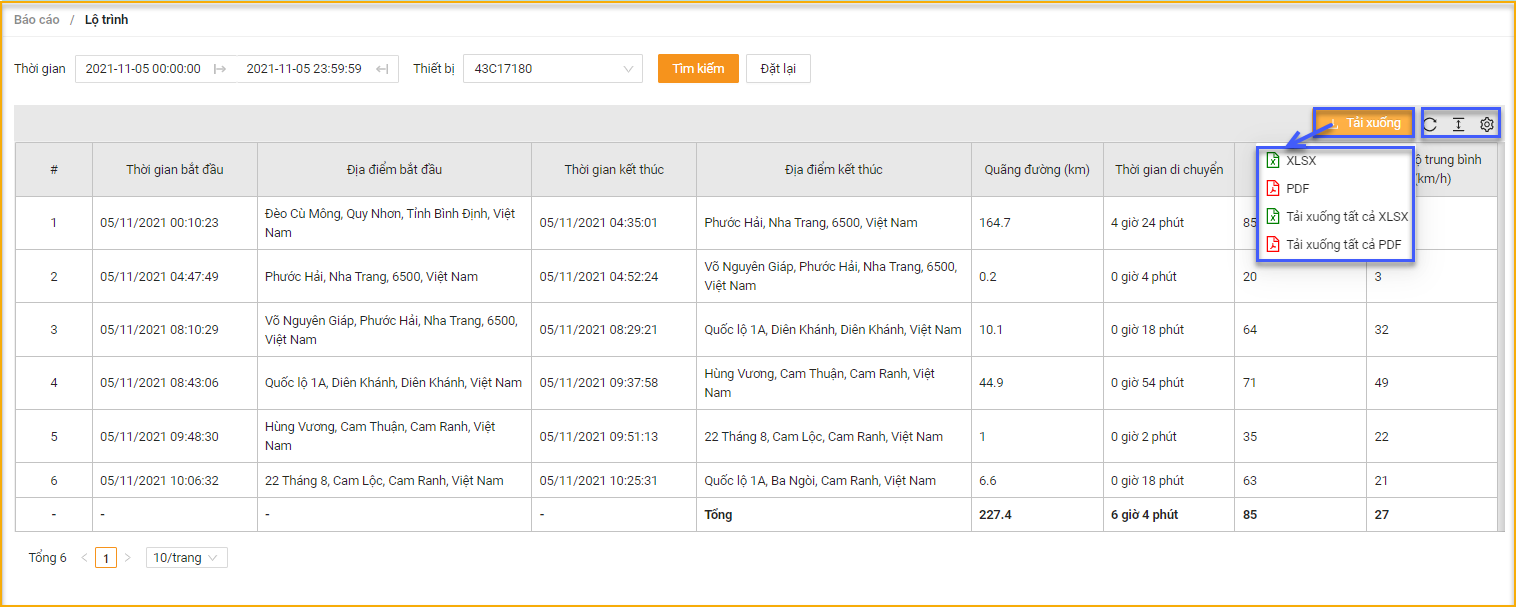 Báo cáo / Lộ trình
Thời gian 2021-11-05 00:00:00 2021-11-05 23:59:59 Thiết bị 43C17180 Tìm kiếm Đặt lại
Tải xuống
XLSX
PDF
Tải xuống tất cả XLSX
Tải xuống tất cả PDF
# Thời gian bắt đầu Địa điểm bắt đầu Thời gian kết thúc Địa điểm kết thúc Quãng đường (km) Thời gian di chuyển trung bình
(km/h)
1 05/11/2021 00:10:23 Đèo Cù Mông, Quy Nhơn, Tỉnh Bình Định, Việt
Nam
05/11/2021 04:35:01 Phước Hải, Nha Trang, 6500, Việt Nam 164.7 4 giờ 24 phút 85
2 05/11/2021 04:47:49 Phước Hải, Nha Trang, 6500, Việt Nam 05/11/2021 04:52:24 Võ Nguyên Giáp, Phước Hải, Nha Trang, 6500,
Việt Nam
0.2 0 giờ 4 phút 20 3
3 05/11/2021 08:10:29 Võ Nguyên Giáp, Phước Hải, Nha Trang, 6500,
Việt Nam
05/11/2021 08:29:21 Quốc lộ 1A, Diên Khánh, Diên Khánh, Việt Nam 10.1 0 giờ 18 phút 64 32
4 05/11/2021 08:43:06 Quốc lộ 1A, Diên Khánh, Diên Khánh, Việt Nam 05/11/2021 09:37:58 Hùng Vương, Cam Thuận, Cam Ranh, Việt
Nam
44.9 0 giờ 54 phút 71 49
5 05/11/2021 09:48:30 Hùng Vương, Cam Thuận, Cam Ranh, Việt
Nam
05/11/2021 09:51:13 22 Tháng 8, Cam Lộc, Cam Ranh, Việt Nam 1 0 giờ 2 phút 35 22
6 05/11/2021 10:06:32 22 Tháng 8, Cam Lộc, Cam Ranh, Việt Nam 05/11/2021 10:25:31 Quốc lộ 1A, Ba Ngòi, Cam Ranh, Việt Nam 6.6 0 giờ 18 phút 63 21
- - - - Tổng 227.4 6 giờ 4 phút 85 27
Tổng 6 < 1 > 10/trang